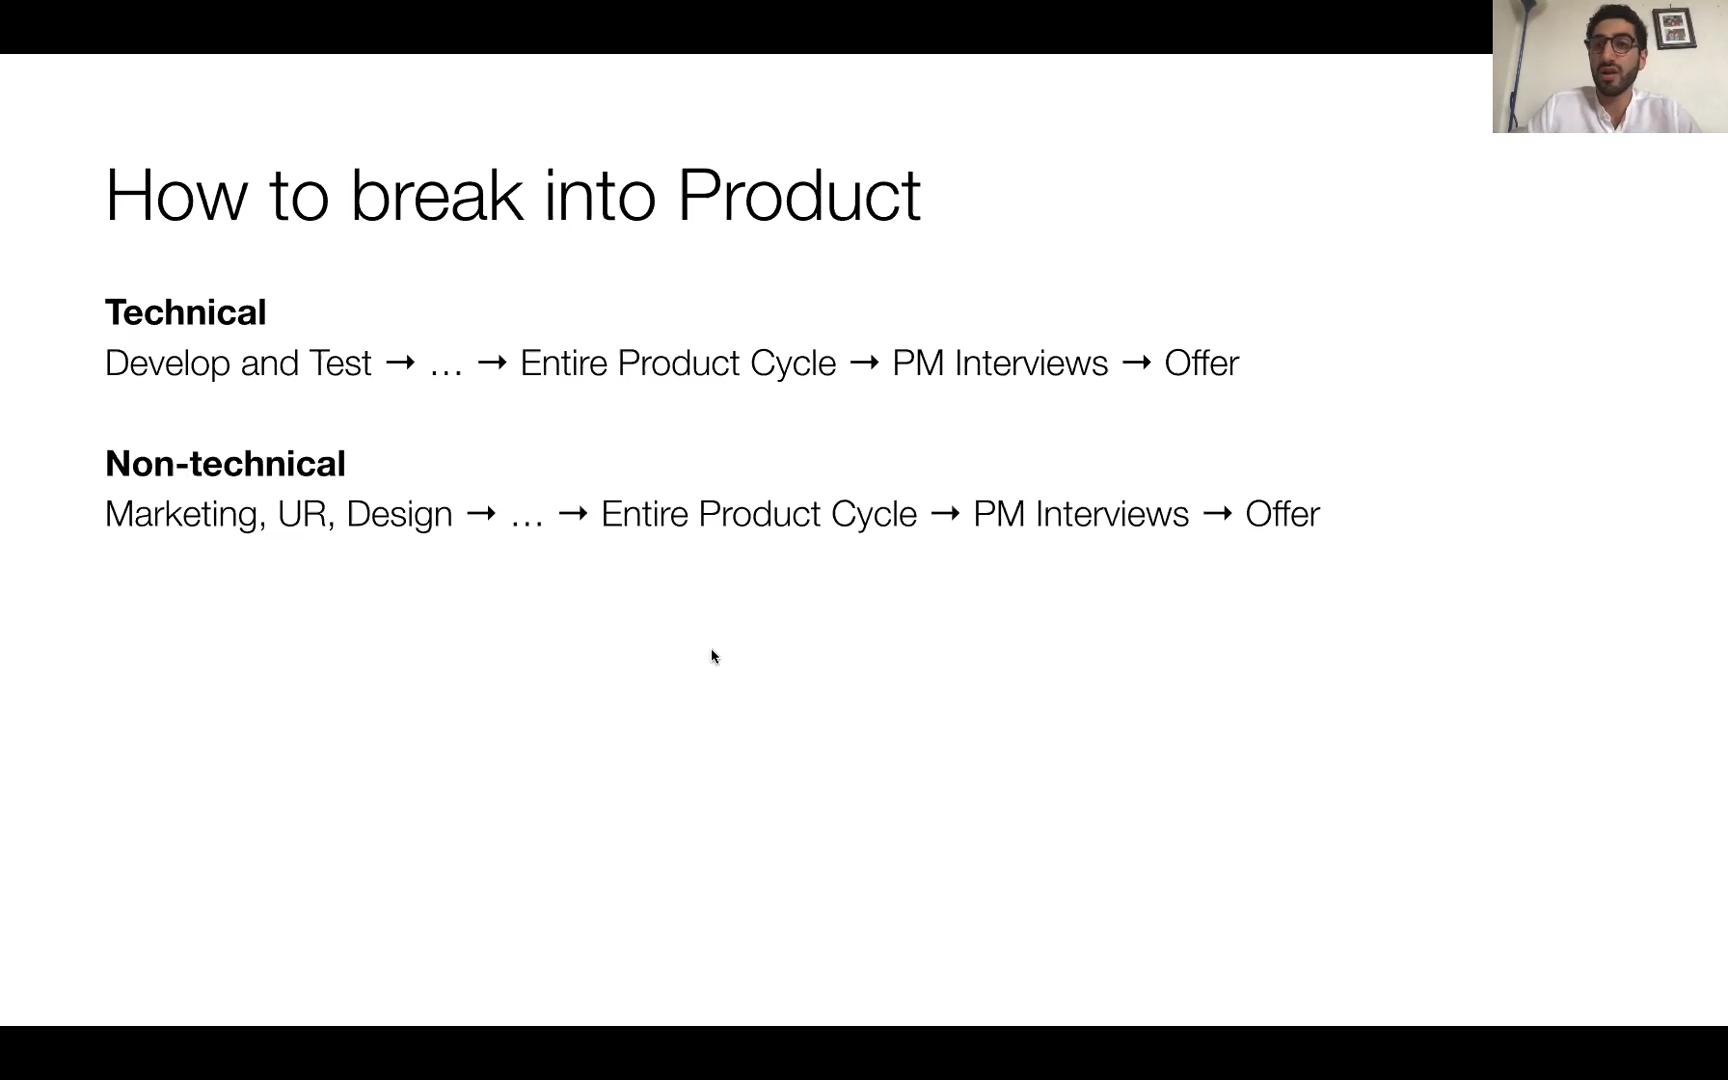 How to break into Product
Technical
Develop and Test → … → Entire Product Cycle → PM Interviews → Offer
Non-technical
Marketing, UR, Design → … → Entire Product Cycle → PM Interviews → Offer